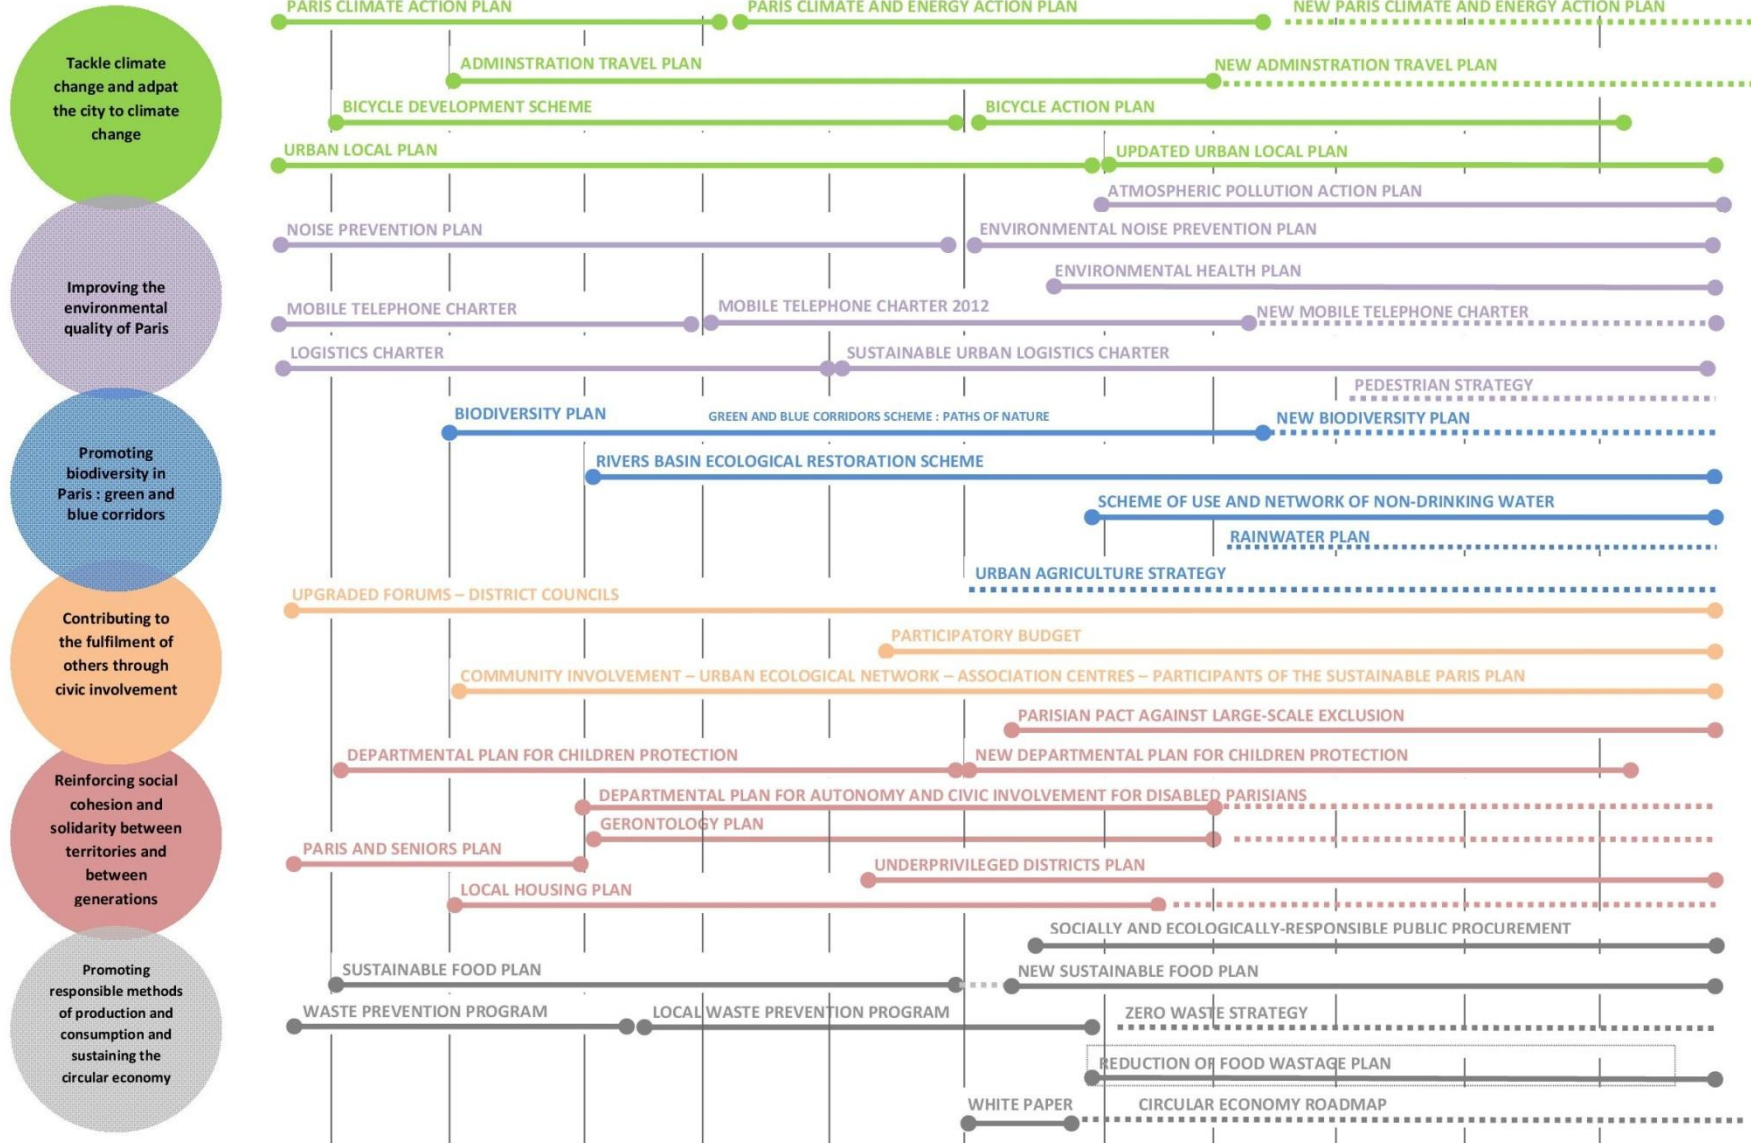 PARIS CLIMATE ACTION PLAN
PARIS CLIMATE AND ENERGY ACTION PLAN
NEW PARIS CLIMATE AND ENERGY ACTION PLAN
Tackle climate
change and adpat
the city to climate
change
ADMINSTRATION TRAVEL PLAN
NEW ADMINSTRATION TRAVEL PLAN
BICYCLE DEVELOPMENT SCHEME
BICYCLE ACTION PLAN
URBAN LOCAL PLAN
UPDATED URBAN LOCAL PLAN
ATMOSPHERIC POLLUTION ACTION PLAN
Improving the
environmental
quality of Paris
NOISE PREVENTION PLAN
ENVIRONMENTAL NOISE PREVENTION PLAN
ENVIRONMENTAL HEALTH PLAN
MOBILE TELEPHONE CHARTER
MOBILE TELEPHONE CHARTER 2012
NEW MOBILE TELEPHONE CHARTER
LOGISTICS CHARTER
SUSTAINABLE URBAN LOGISTICS CHARTER
PEDESTRIAN STRATEGY
Promoting
biodiversity in
Paris : green and
blue corridors
BIODIVERSITY PLAN
GREEN AND BLUE CORRIDORS SCHEME : PATHS OF NATURE
NEW BIODIVERSITY PLAN
RIVERS BASIN ECOLOGICAL RESTORATION SCHEME
SCHEME OF USE AND NETWORK OF NON-DRINKING WATER
RAINWATER PLAN
URBAN AGRICULTURE STRATEGY
Contributing to
the fulfilment of
others through
civic involvement
UPGRADED FORUMS – DISTRICT COUNCILS
PARTICIPATORY BUDGET
COMMUNITY INVOLVEMENT – URBAN ECOLOGICAL NETWORK – ASSOCIATION CENTRES – PARTICIPANTS OF THE SUSTAINABLE PARIS PLAN
PARISIAN PACT AGAINST LARGE-SCALE EXCLUSION
Reinforcing social
cohesion and
solidarity between
territories and
between
generations
DEPARTMENTAL PLAN FOR CHILDREN PROTECTION
NEW DEPARTMENTAL PLAN FOR CHILDREN PROTECTION
DEPARTMENTAL PLAN FOR AUTONOMY AND CIVIC INVOLVEMENT FOR DISABLED PARISIANS
GERONTOLOGY PLAN
PARIS AND SENIORS PLAN
UNDERPRIVILEGED DISTRICTS PLAN
LOCAL HOUSING PLAN
SOCIALLY AND ECOLOGICALLY-RESPONSIBLE PUBLIC PROCUREMENT
Promoting
responsible methods
of production and
consumption and
sustaining the
circular economy
SUSTAINABLE FOOD PLAN
NEW SUSTAINABLE FOOD PLAN
WASTE PREVENTION PROGRAM
LOCAL WASTE PREVENTION PROGRAM
ZERO WASTE STRATEGY
REDUCTION OF FOOD WASTAGE PLAN
WHITE PAPER
CIRCULAR ECONOMY ROADMAP